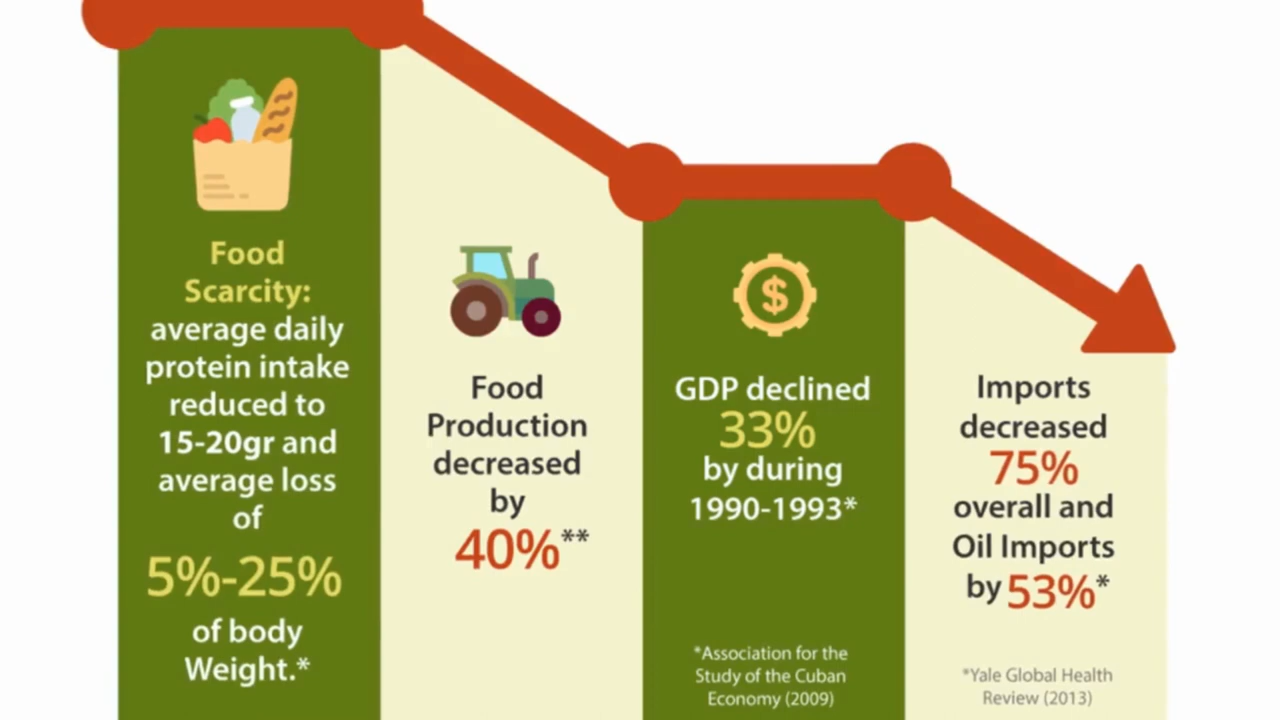 Food
Scarcity:
average daily
protein intake
reduced to
15-20gr and
average loss
of
5%-25%
of body
Weight.*
Food
Production
decreased
by
40%**
GDP declined
33%
by during
1990-1993*
*Association for the
Study of the Cuban
Economy (2009)
Imports
decreased
75%
overall and
Oil Imports
by 53%*
*Yale Global Health
Review (2013)